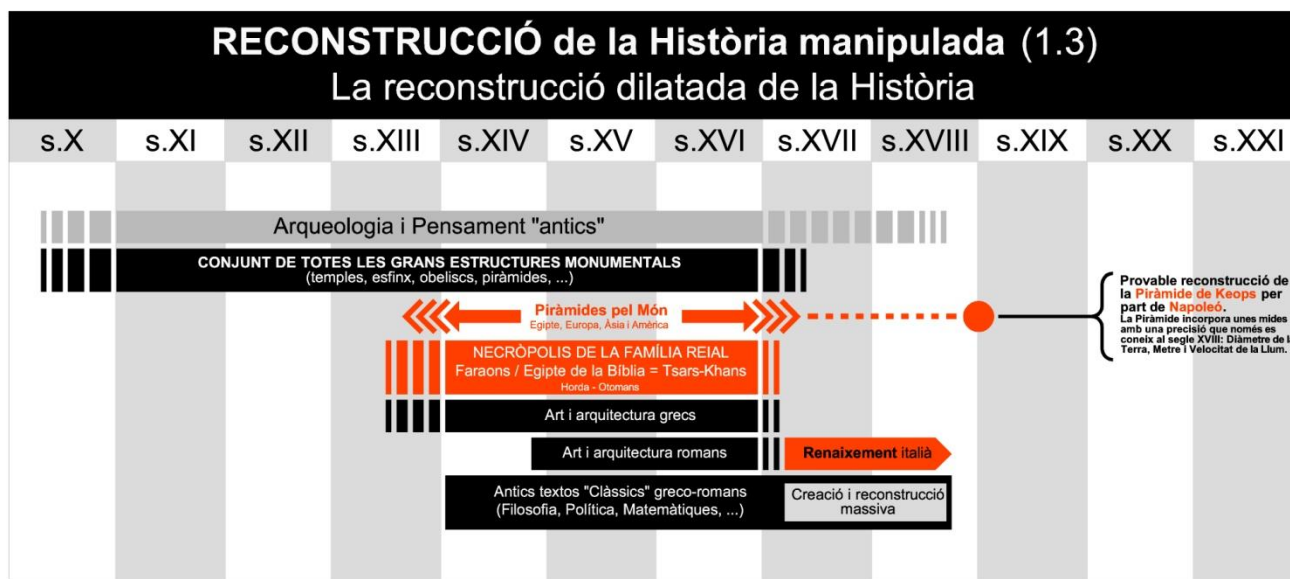 RECONSTRUCCIÓ de la Història manipulada (1.3)
La reconstrucció dilatada de la Història
s.X s.XI s.XII s.XIII s.XIV s.XV s.XVI s.XVII s.XVIII s.XIX s.XX s.XXI
Arqueologia i Pensament "antics"
CONJUNT DE TOTES LES GRANS ESTRUCTURES MONUMENTALS
(temples, esfinx, obeliscs, piràmides, ...)
Piràmides pel Món
Egipte, Europa, Àsia i Amèrica
Provable reconstrucció de
la Piràmide de Keops per
part de Napoleó.
La Piràmide incorpora unes mides
amb una precisió que només es
coneix al segle XVIII: Diàmetre de la
Terra, Metre i Velocitat de la Llum.
NECRÒPOLIS DE LA FAMÍLIA REIAL
Faraons / Egipte de la Bíblia = Tsars-Khans
Horda - Otomans
Art i arquitectura grecs
Art i arquitectura romans
Renaixement italià
Antics textos "Clàssics" greco-romans
(Filosofia, Política, Matemàtiques, ...)
Creació i reconstrucció
massiva